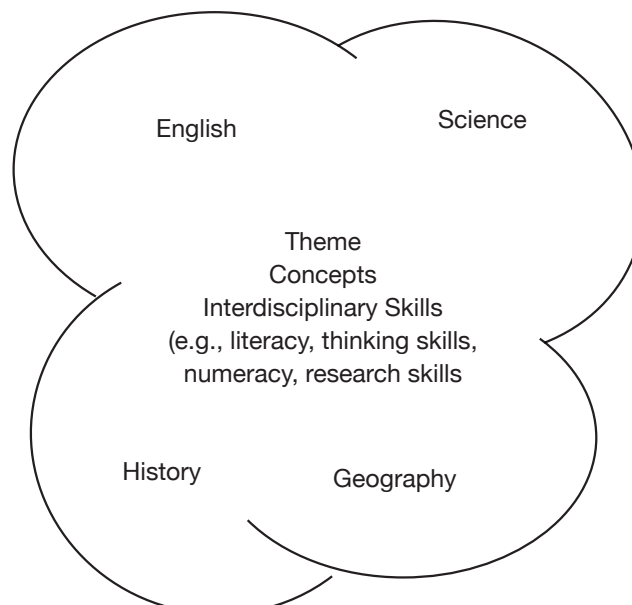 English
Science
Theme
Concepts
Interdisciplinary Skills
(e.g., literacy, thinking skills,
numeracy, research skills
History
Geography